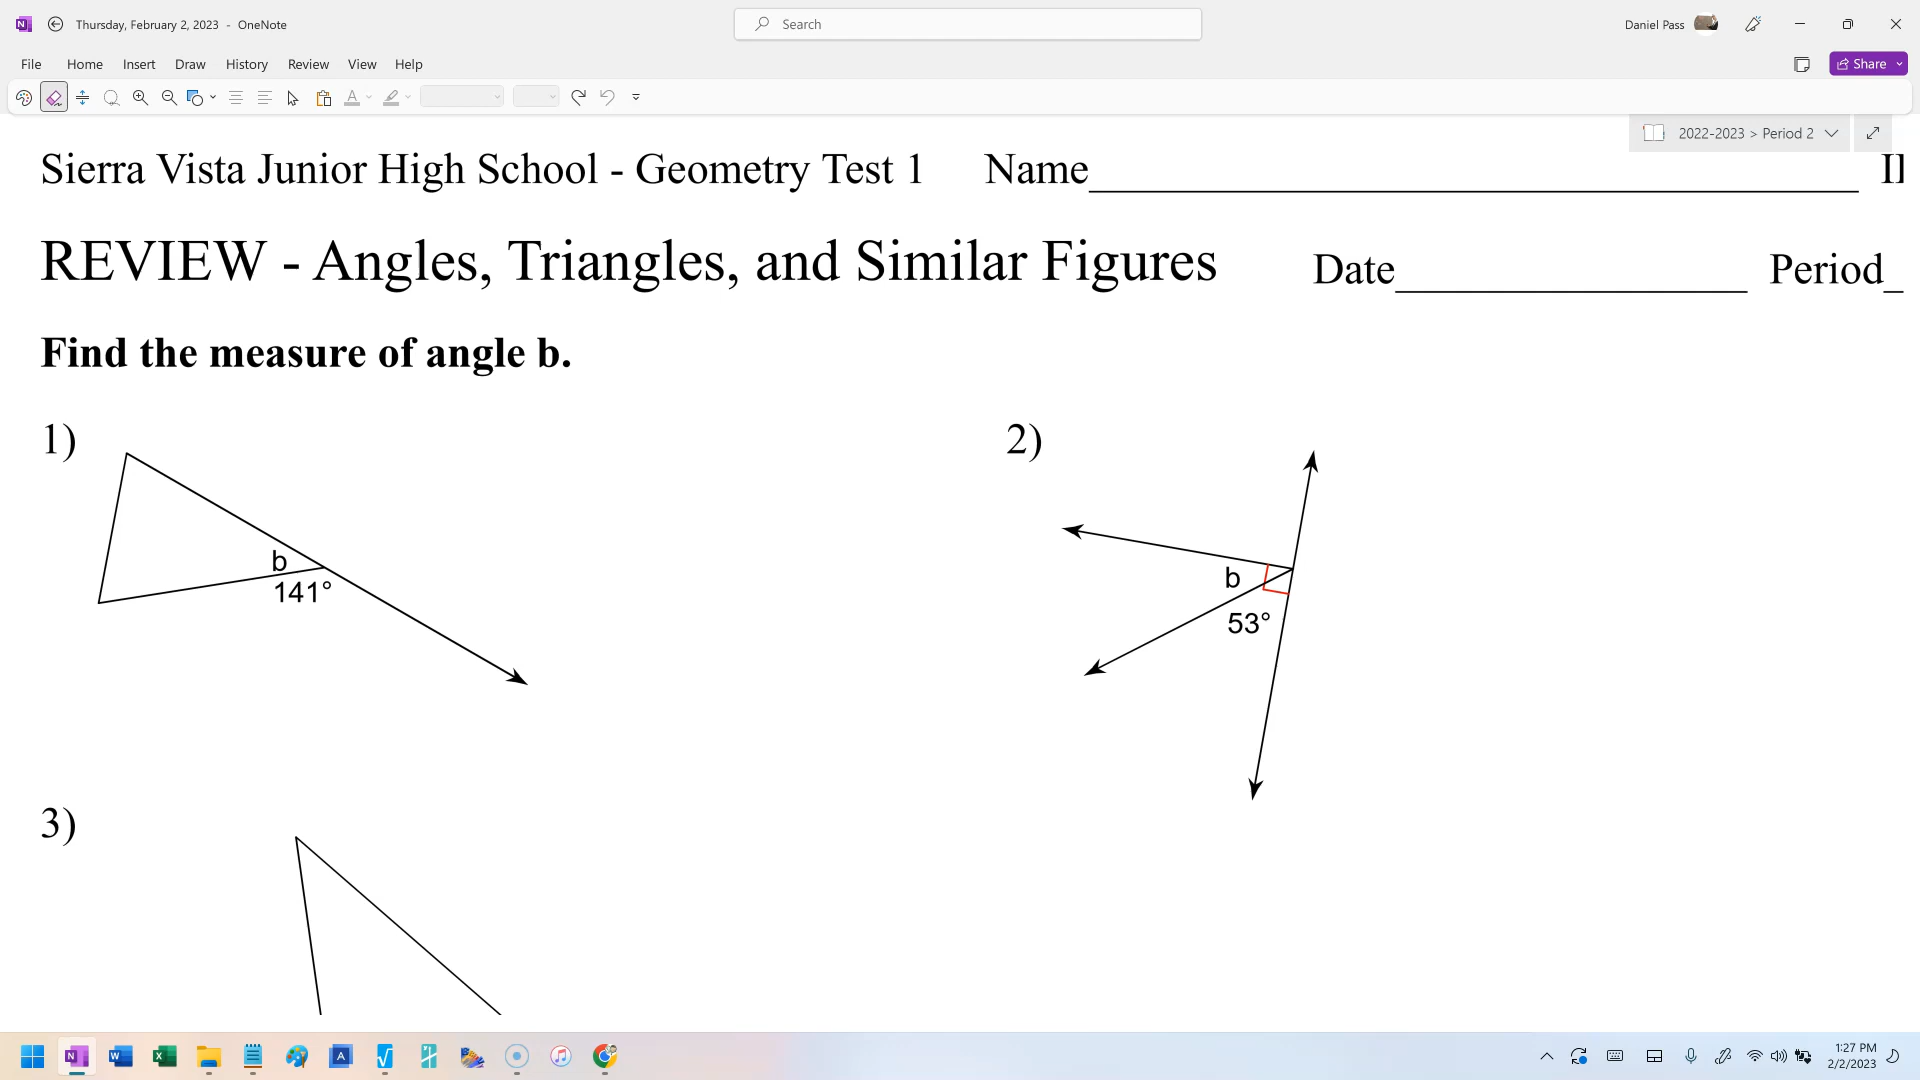 Thursday, February 2, 2023 - OneNote
Search
Daniel Pass
File Home Insert Draw History Review View Help
Share
2022-2023 > Period 2
Sierra Vista Junior High School - Geometry Test 1 Name
REVIEW - Angles, Triangles, and Similar Figures Date Period
Find the measure of angle b.
1)
b
141°
2)
b
53°
3)
1:27 PM
2/2/2023